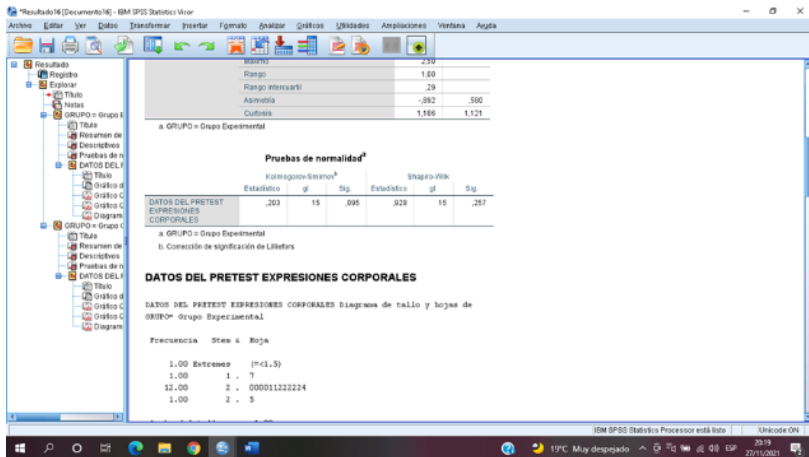 *Resultado16 [Documento16] - IBM SPSS Statistics Visor
Archivo Editar Ver Datos Transformar Insertar Formato Analizar Gráficos Utilidades Ampliaciones Ventana Ayuda
Resultado
Registro
Explorar
Título
Notas
GRUPO = Grupo E
Título
Resumen de
Descriptivos
Pruebas de n
DATOS DEL F
Título
Gráfico d
Gráfico C
Gráfico C
Diagram
GRUPO = Grupo C
Título
Resumen de
Descriptivos
Pruebas de n
DATOS DEL F
Título
Gráfico d
Gráfico C
Gráfico C
Diagram
Máximo 2,50
Rango 1,00
Rango intercuartil ,29
Asimetría -,892 ,580
Curtosis 1,186 1,121
a. GRUPO = Grupo Experimental
Pruebas de normalidad a
Kolmogorov-Smirnov b Shapiro-Wilk
Estadístico gl Sig. Estadístico gl Sig.
DATOS DEL PRETEST ,203 15 ,095 ,928 15 ,257
EXPRESIONES
CORPORALES
a. GRUPO = Grupo Experimental
b. Corrección de significación de Lilliefors
DATOS DEL PRETEST EXPRESIONES CORPORALES
DATOS DEL PRETEST EXPRESIONES CORPORALES Diagrama de tallo y hojas de
GRUPO= Grupo Experimental
Frecuencia Stem & Hoja
1.00 Extremes (=<1.5)
1.00 1 . 7
12.00 2 . 000011222224
1.00 2 . 5
IBM SPSS Statistics Processor está listo Unicode:ON
19°C Muy despejado ESP 20:19
27/11/2021